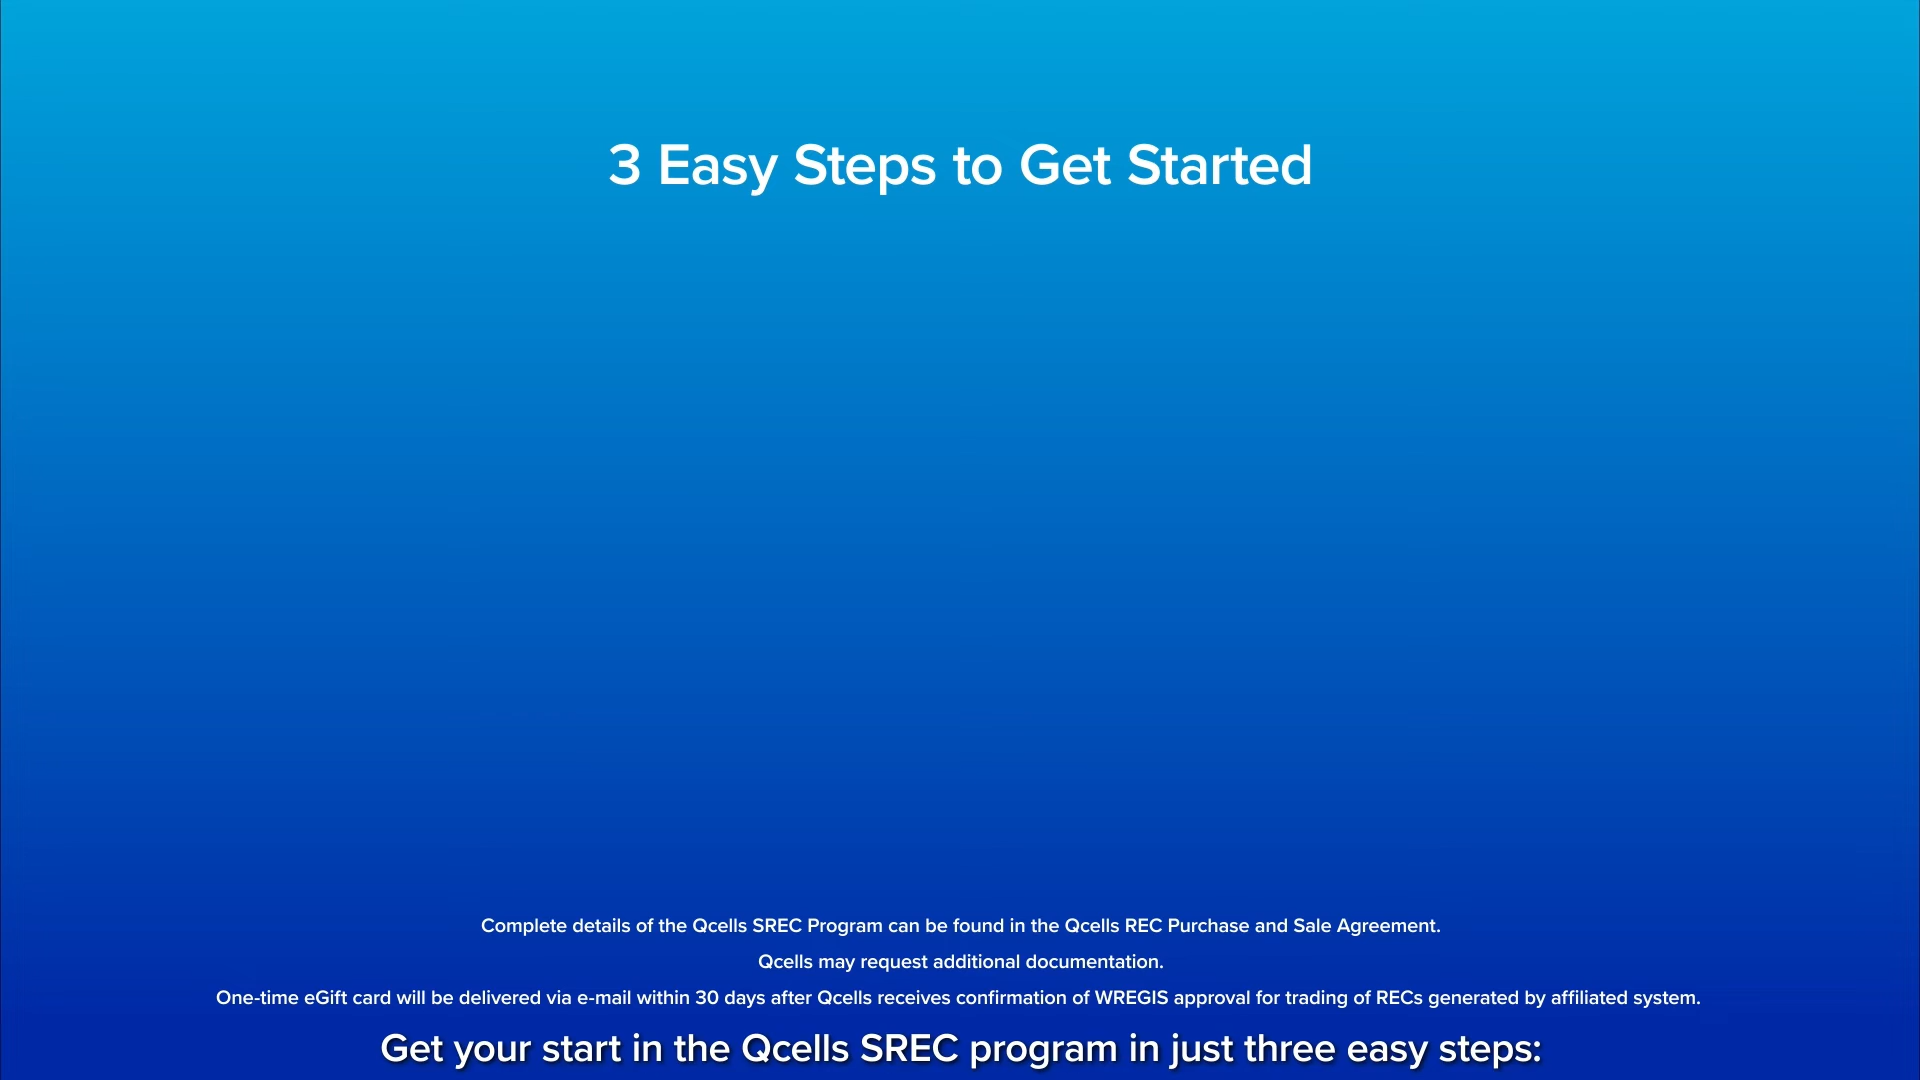 3 Easy Steps to Get Started
Complete details of the Qcells SREC Program can be found in the Qcells REC Purchase and Sale Agreement.
Qcells may request additional documentation.
One-time eGift card will be delivered via e-mail within 30 days after Qcells receives confirmation of WREGIS approval for trading of RECs generated by affiliated system.
Get your start in the Qcells SREC program in just three easy steps: